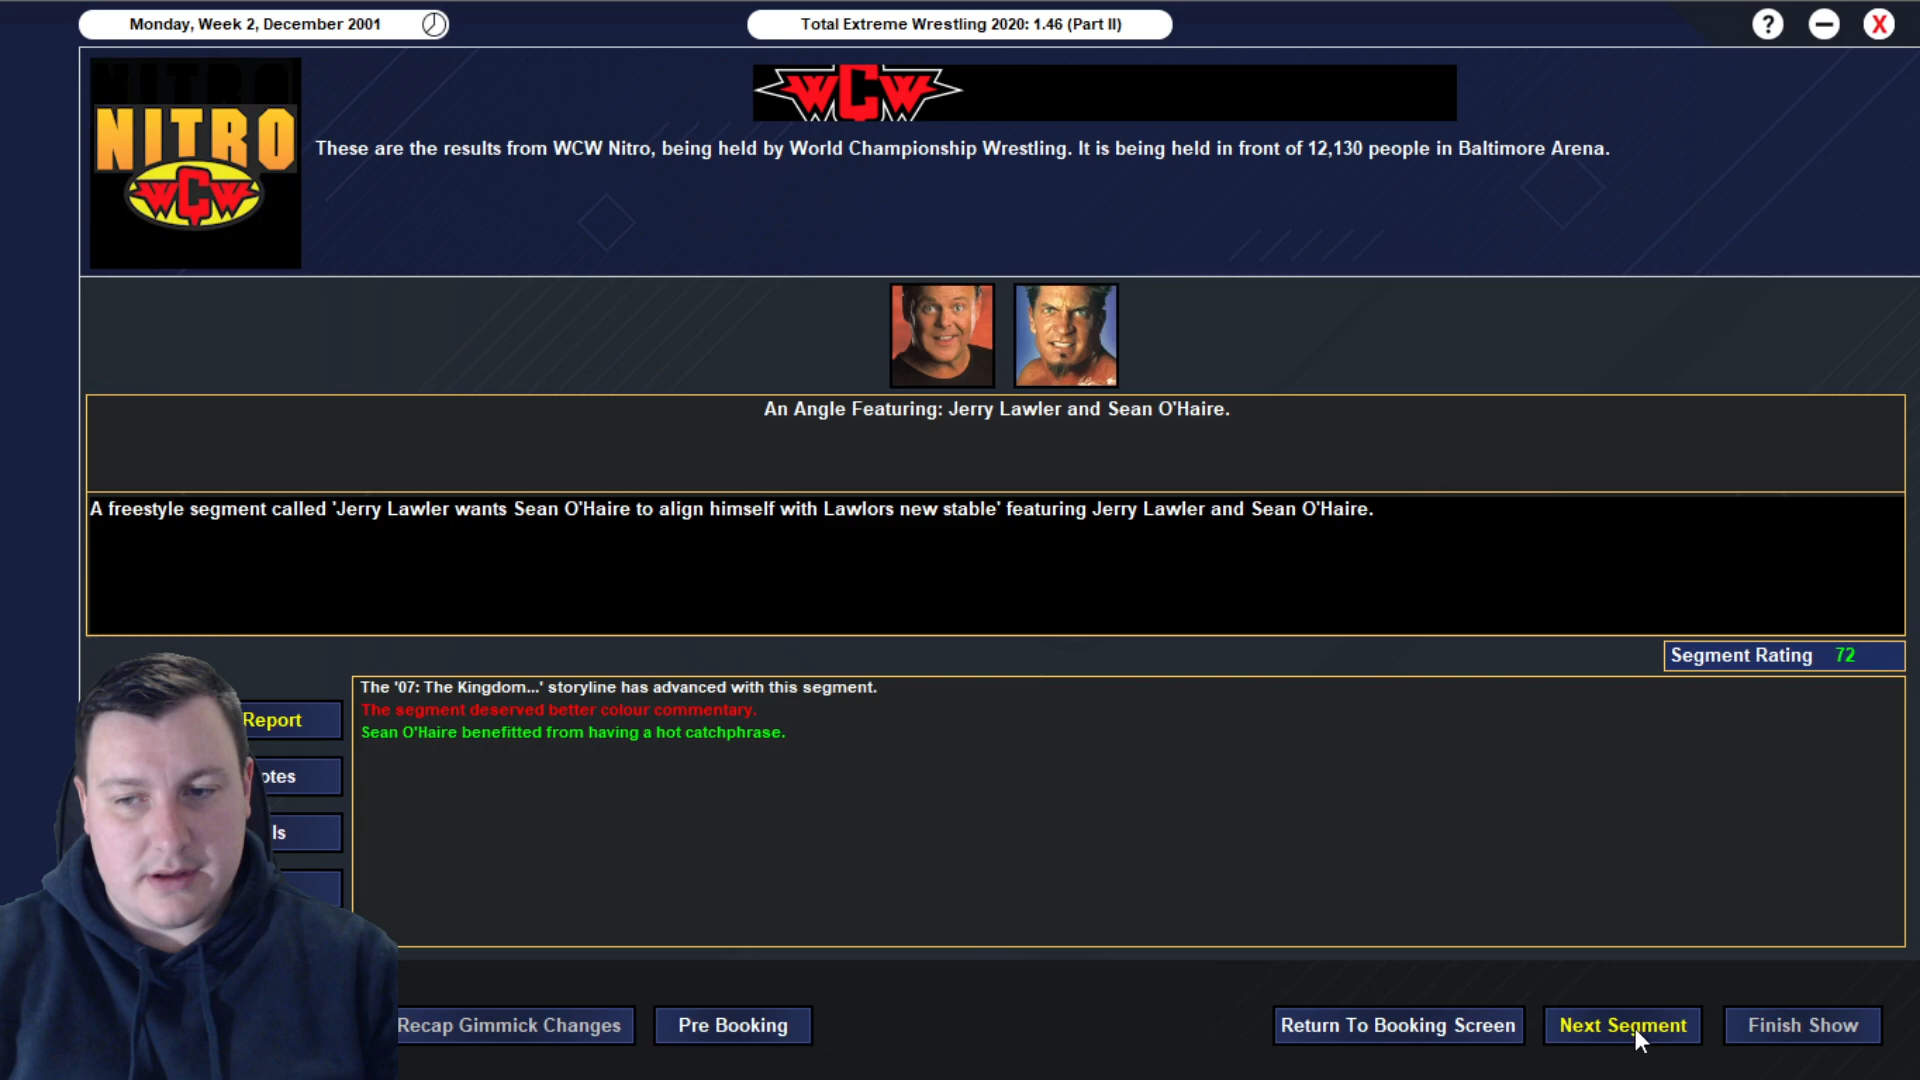 Monday, Week 2, December 2001
Total Extreme Wrestling 2020: 1.46 (Part II)
?
X
NITRO
WCW
WCW
These are the results from WCW Nitro, being held by World Championship Wrestling. It is being held in front of 12,130 people in Baltimore Arena.
An Angle Featuring: Jerry Lawler and Sean O'Haire.
A freestyle segment called 'Jerry Lawler wants Sean O'Haire to align himself with Lawlors new stable' featuring Jerry Lawler and Sean O'Haire.
Segment Rating 72
The '07: The Kingdom...' storyline has advanced with this segment.
The segment deserved better colour commentary.
Sean O'Haire benefitted from having a hot catchphrase.
Report
otes
ls
Recap Gimmick Changes
Pre Booking
Return To Booking Screen
Next Segment
Finish Show